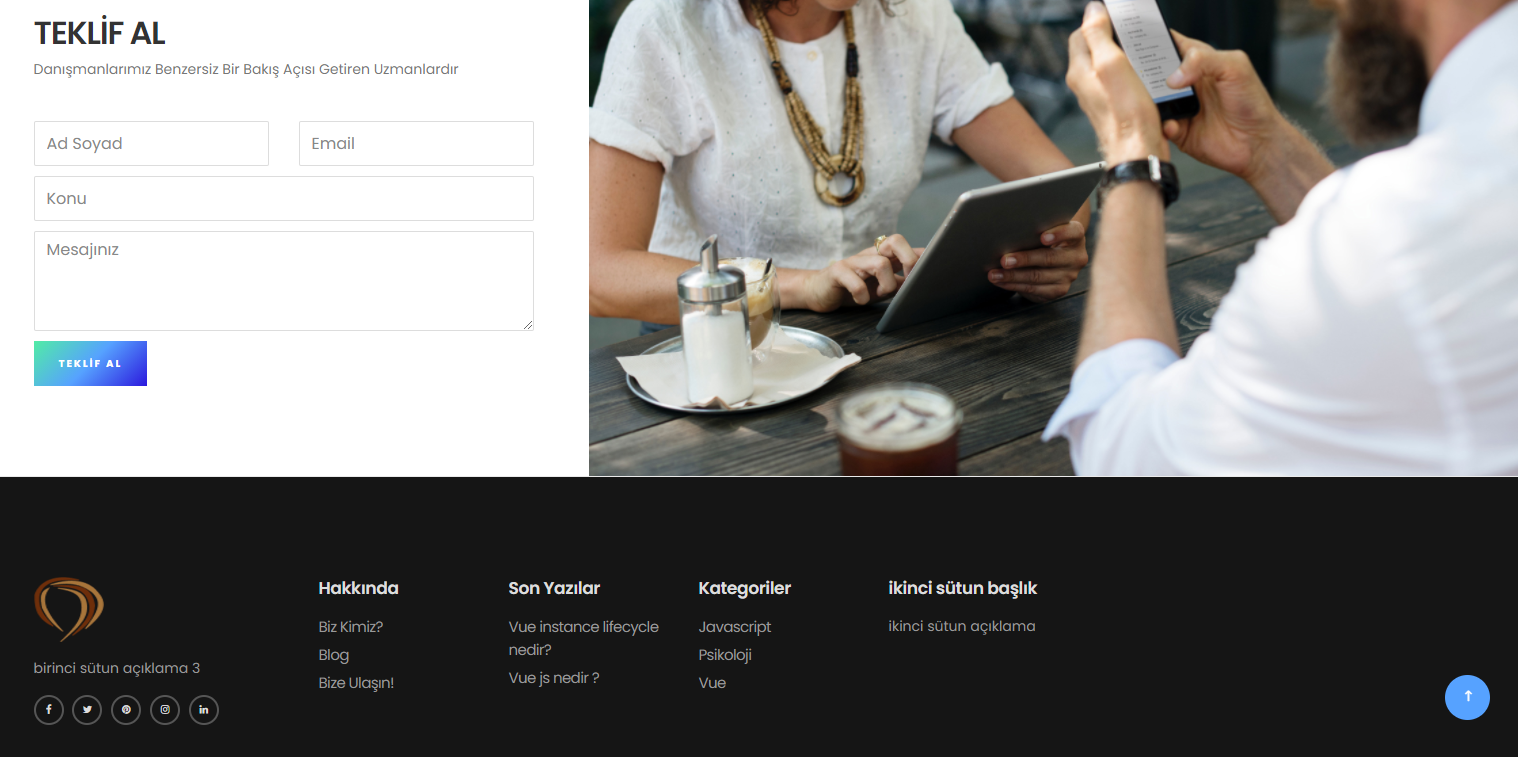 TEKLİF AL
Danışmanlarımız Benzersiz Bir Bakış Açısı Getiren Uzmanlardır
Ad Soyad
Email
Konu
Mesajınız
TEKLİF AL
Hakkında
Biz Kimiz?
Blog
Bize Ulaşın!
Son Yazılar
Vue instance lifecycle
nedir?
Vue js nedir ?
Kategoriler
Javascript
Psikoloji
Vue
ikinci sütun başlık
ikinci sütun açıklama
birinci sütun açıklama 3